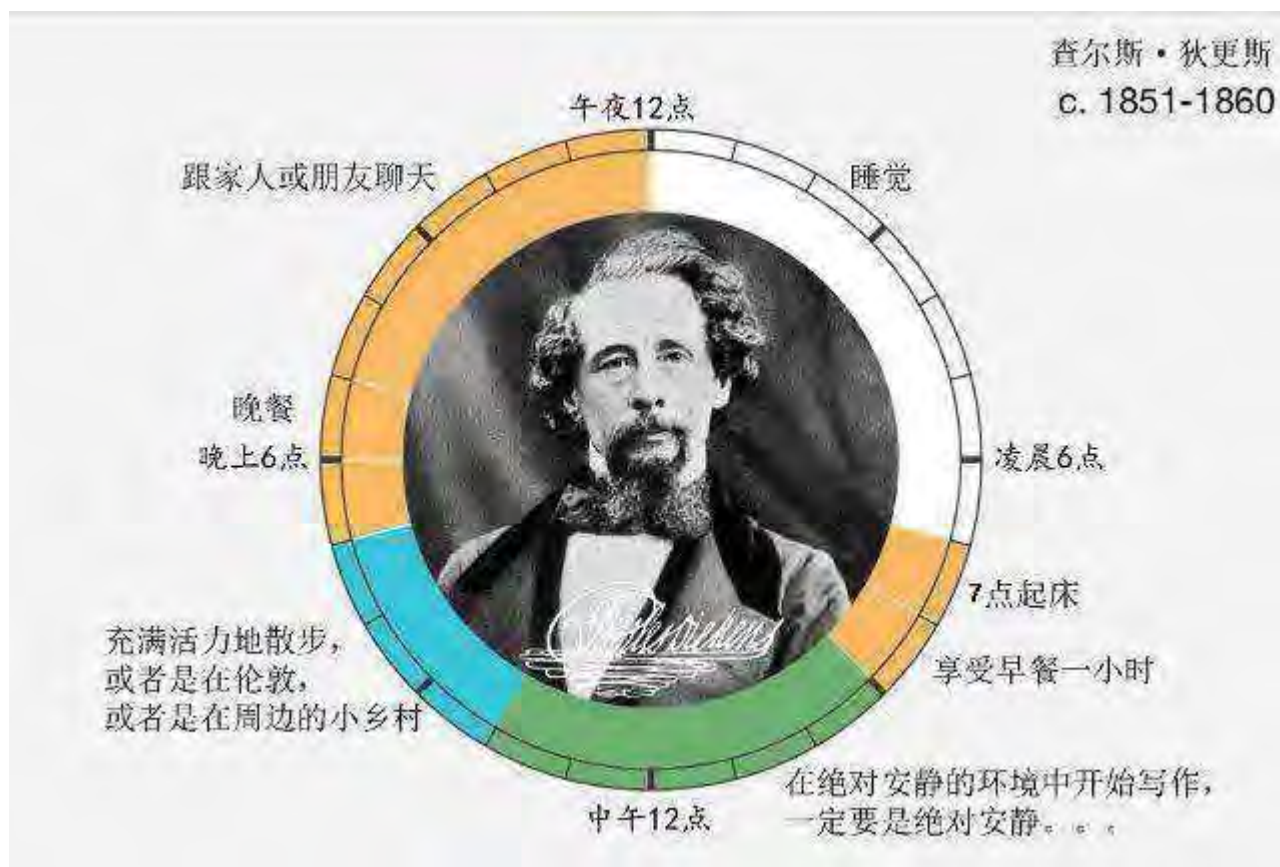 查尔斯·狄更斯
c. 1851-1860
午夜12点
跟家人或朋友聊天
睡觉
晚餐
晚上6点
凌晨6点
7点起床
充满活力地散步，
或者是在伦敦，
或者是在周边的小乡村
享受早餐一小时
在绝对安静的环境中开始写作，
一定要是绝对安静。。。
中午12点